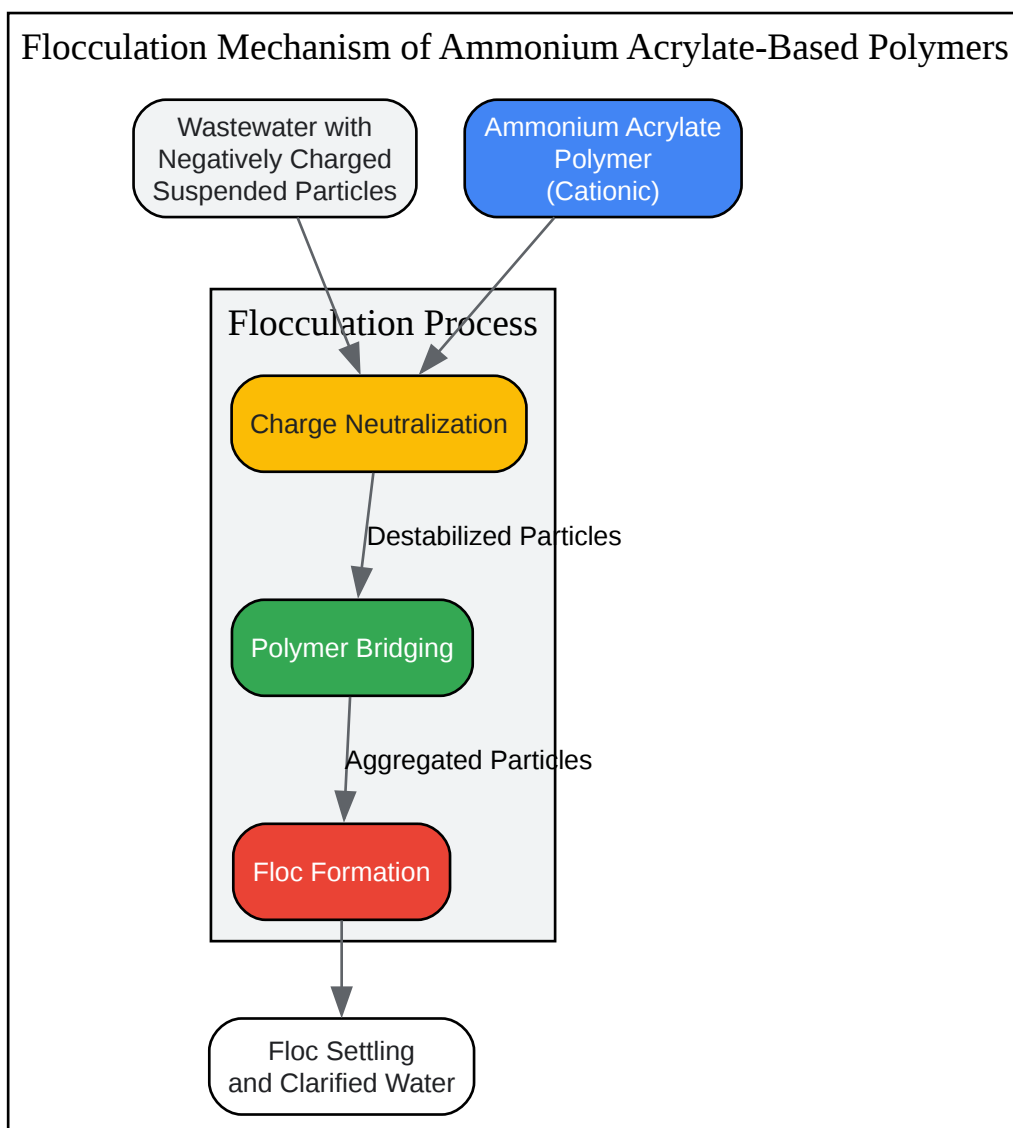 Flocculation Mechanism of Ammonium Acrylate-Based Polymers
Wastewater with
Negatively Charged
Suspended Particles
Ammonium Acrylate
Polymer
(Cationic)
Flocculation Process
Charge Neutralization
Destabilized Particles
Polymer Bridging
Aggregated Particles
Floc Formation
Floc Settling
and Clarified Water